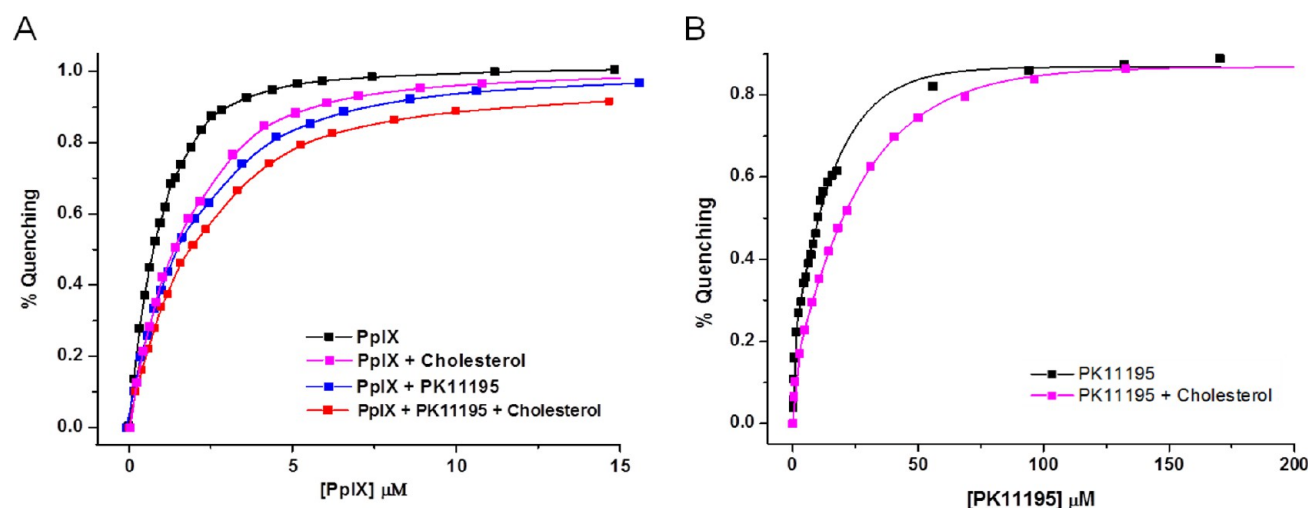 A
% Quenching
1.0
0.8
0.6
0.4
0.2
0.0
PpIX
PpIX + Cholesterol
PpIX + PK11195
PpIX + PK11195 + Cholesterol
0 5 10 15
[PpIX] μM
B
% Quenching
0.8
0.6
0.4
0.2
0.0
PK11195
PK11195 + Cholesterol
0 50 100 150 200
[PK11195] μM